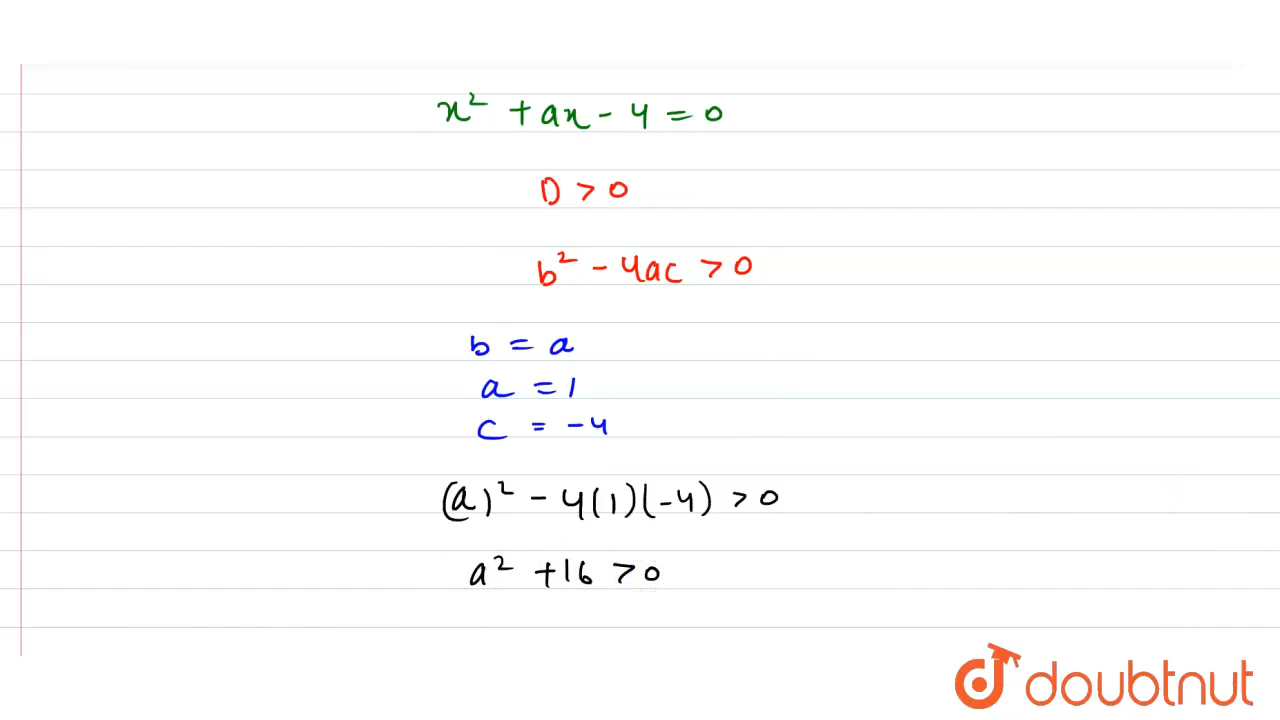 x² + ax - 4 = 0
D > 0
b² - 4ac > 0
b = a
a = 1
c = -4
(a)² - 4(1)(-4) > 0
a² + 16 > 0
doubtnut